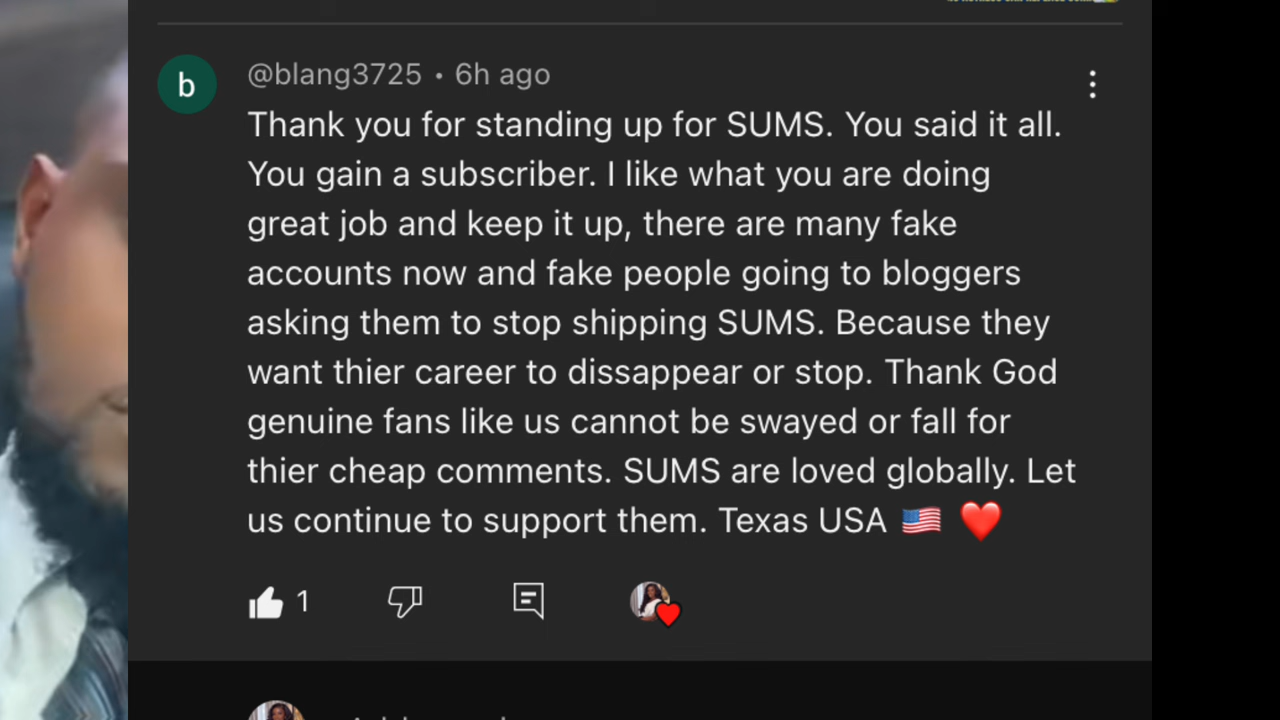 b
@blang3725 • 6h ago
Thank you for standing up for SUMS. You said it all.
You gain a subscriber. I like what you are doing
great job and keep it up, there are many fake
accounts now and fake people going to bloggers
asking them to stop shipping SUMS. Because they
want thier career to dissappear or stop. Thank God
genuine fans like us cannot be swayed or fall for
thier cheap comments. SUMS are loved globally. Let
us continue to support them. Texas USA 🇺🇸 ❤️
1